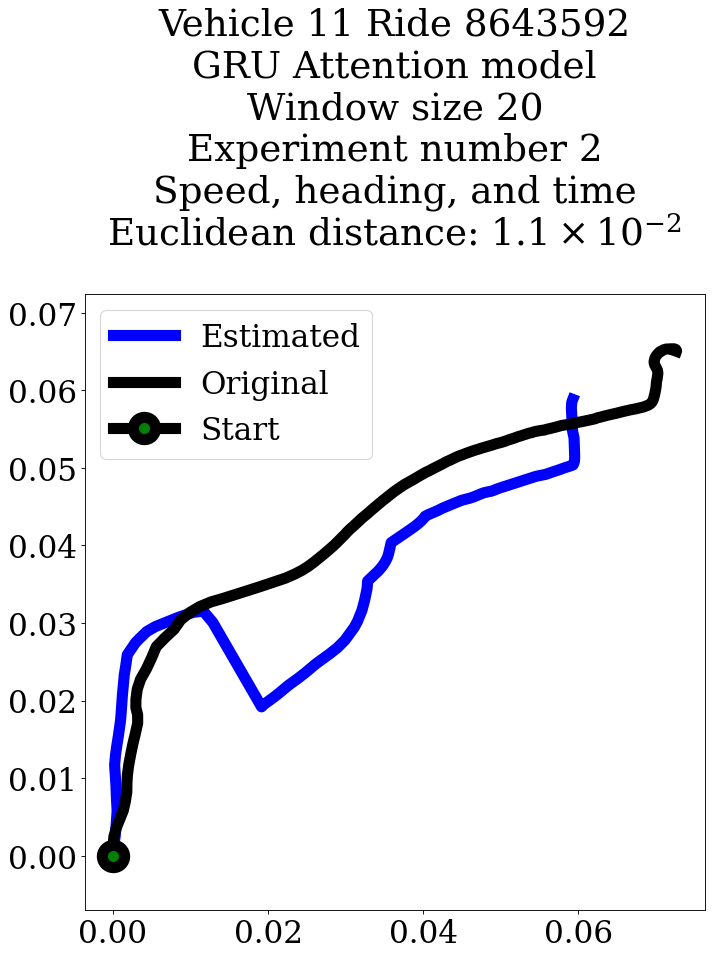 Vehicle 11 Ride 8643592
GRU Attention model
Window size 20
Experiment number 2
Speed, heading, and time
Euclidean distance: 1.1 × 10⁻²
Estimated
Original
Start
0.07
0.06
0.05
0.04
0.03
0.02
0.01
0.00
0.00 0.02 0.04 0.06